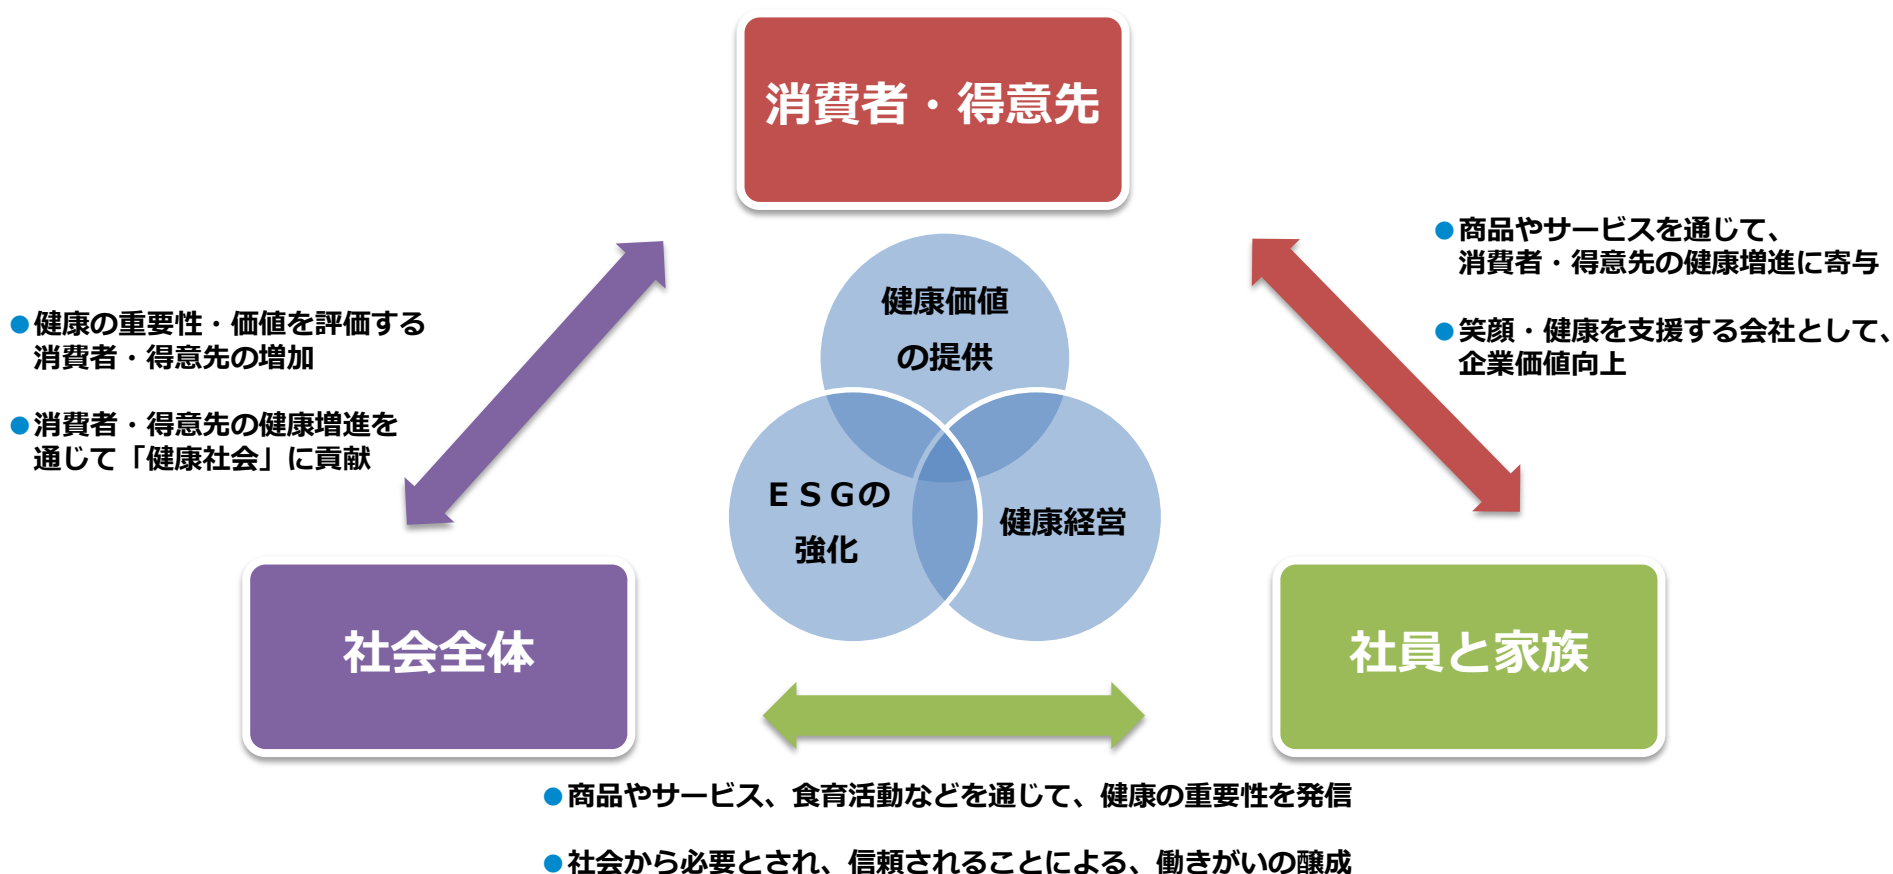 消費者・得意先
●商品やサービスを通じて、
消費者・得意先の健康増進に寄与
●笑顔・健康を支援する会社として、
企業価値向上
●健康の重要性・価値を評価する
消費者・得意先の増加
●消費者・得意先の健康増進を
通じて「健康社会」に貢献
健康価値
の提供
ＥＳＧの
強化
健康経営
社会全体
社員と家族
●商品やサービス、食育活動などを通じて、健康の重要性を発信
●社会から必要とされ、信頼されることによる、働きがいの醸成